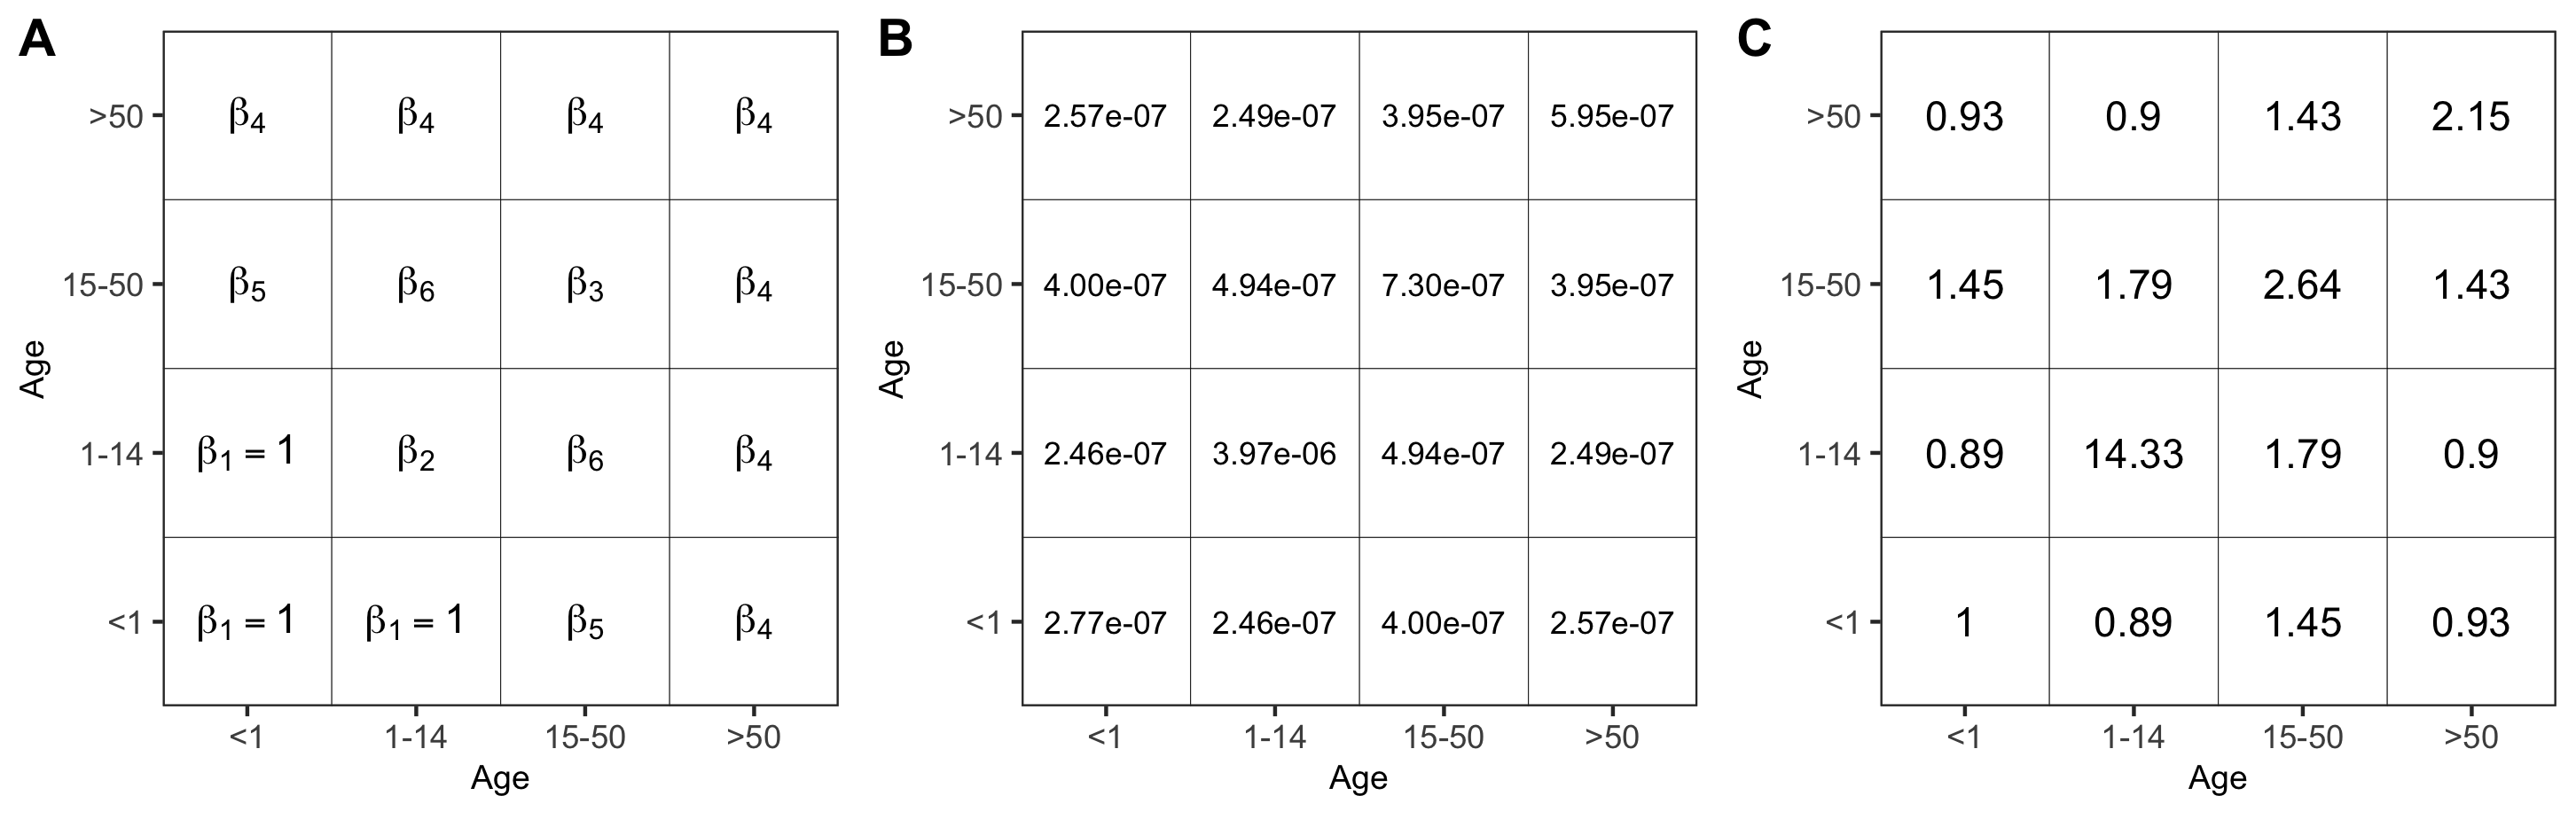 A
Age
>50 β4 β4 β4 β4
15-50 β5 β6 β3 β4
1-14 β1 = 1 β2 β6 β4
<1 β1 = 1 β1 = 1 β5 β4
<1 1-14 15-50 >50
Age
B
Age
>50 2.57e-07 2.49e-07 3.95e-07 5.95e-07
15-50 4.00e-07 4.94e-07 7.30e-07 3.95e-07
1-14 2.46e-07 3.97e-06 4.94e-07 2.49e-07
<1 2.77e-07 2.46e-07 4.00e-07 2.57e-07
<1 1-14 15-50 >50
Age
C
Age
>50 0.93 0.9 1.43 2.15
15-50 1.45 1.79 2.64 1.43
1-14 0.89 14.33 1.79 0.9
<1 1 0.89 1.45 0.93
<1 1-14 15-50 >50
Age